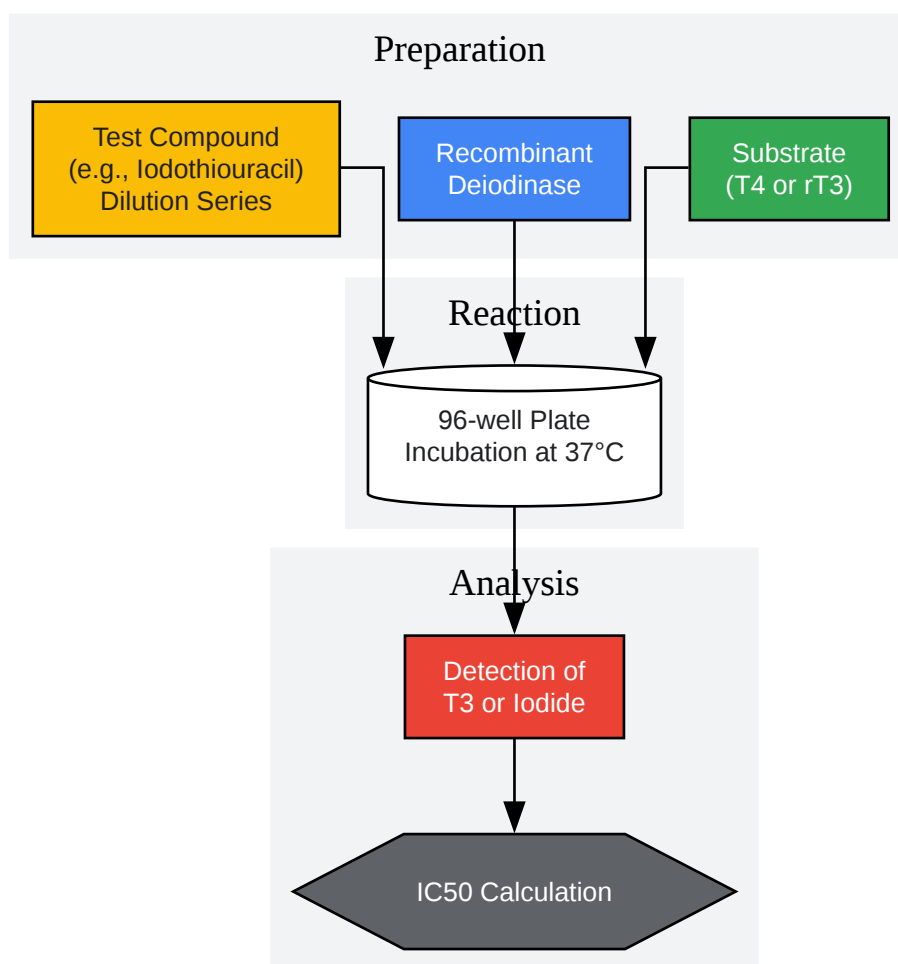 Preparation
Test Compound
(e.g., Iodothiouracil)
Dilution Series
Recombinant
Deiodinase
Substrate
(T4 or rT3)
Reaction
96-well Plate
Incubation at 37°C
Analysis
Detection of
T3 or Iodide
IC50 Calculation